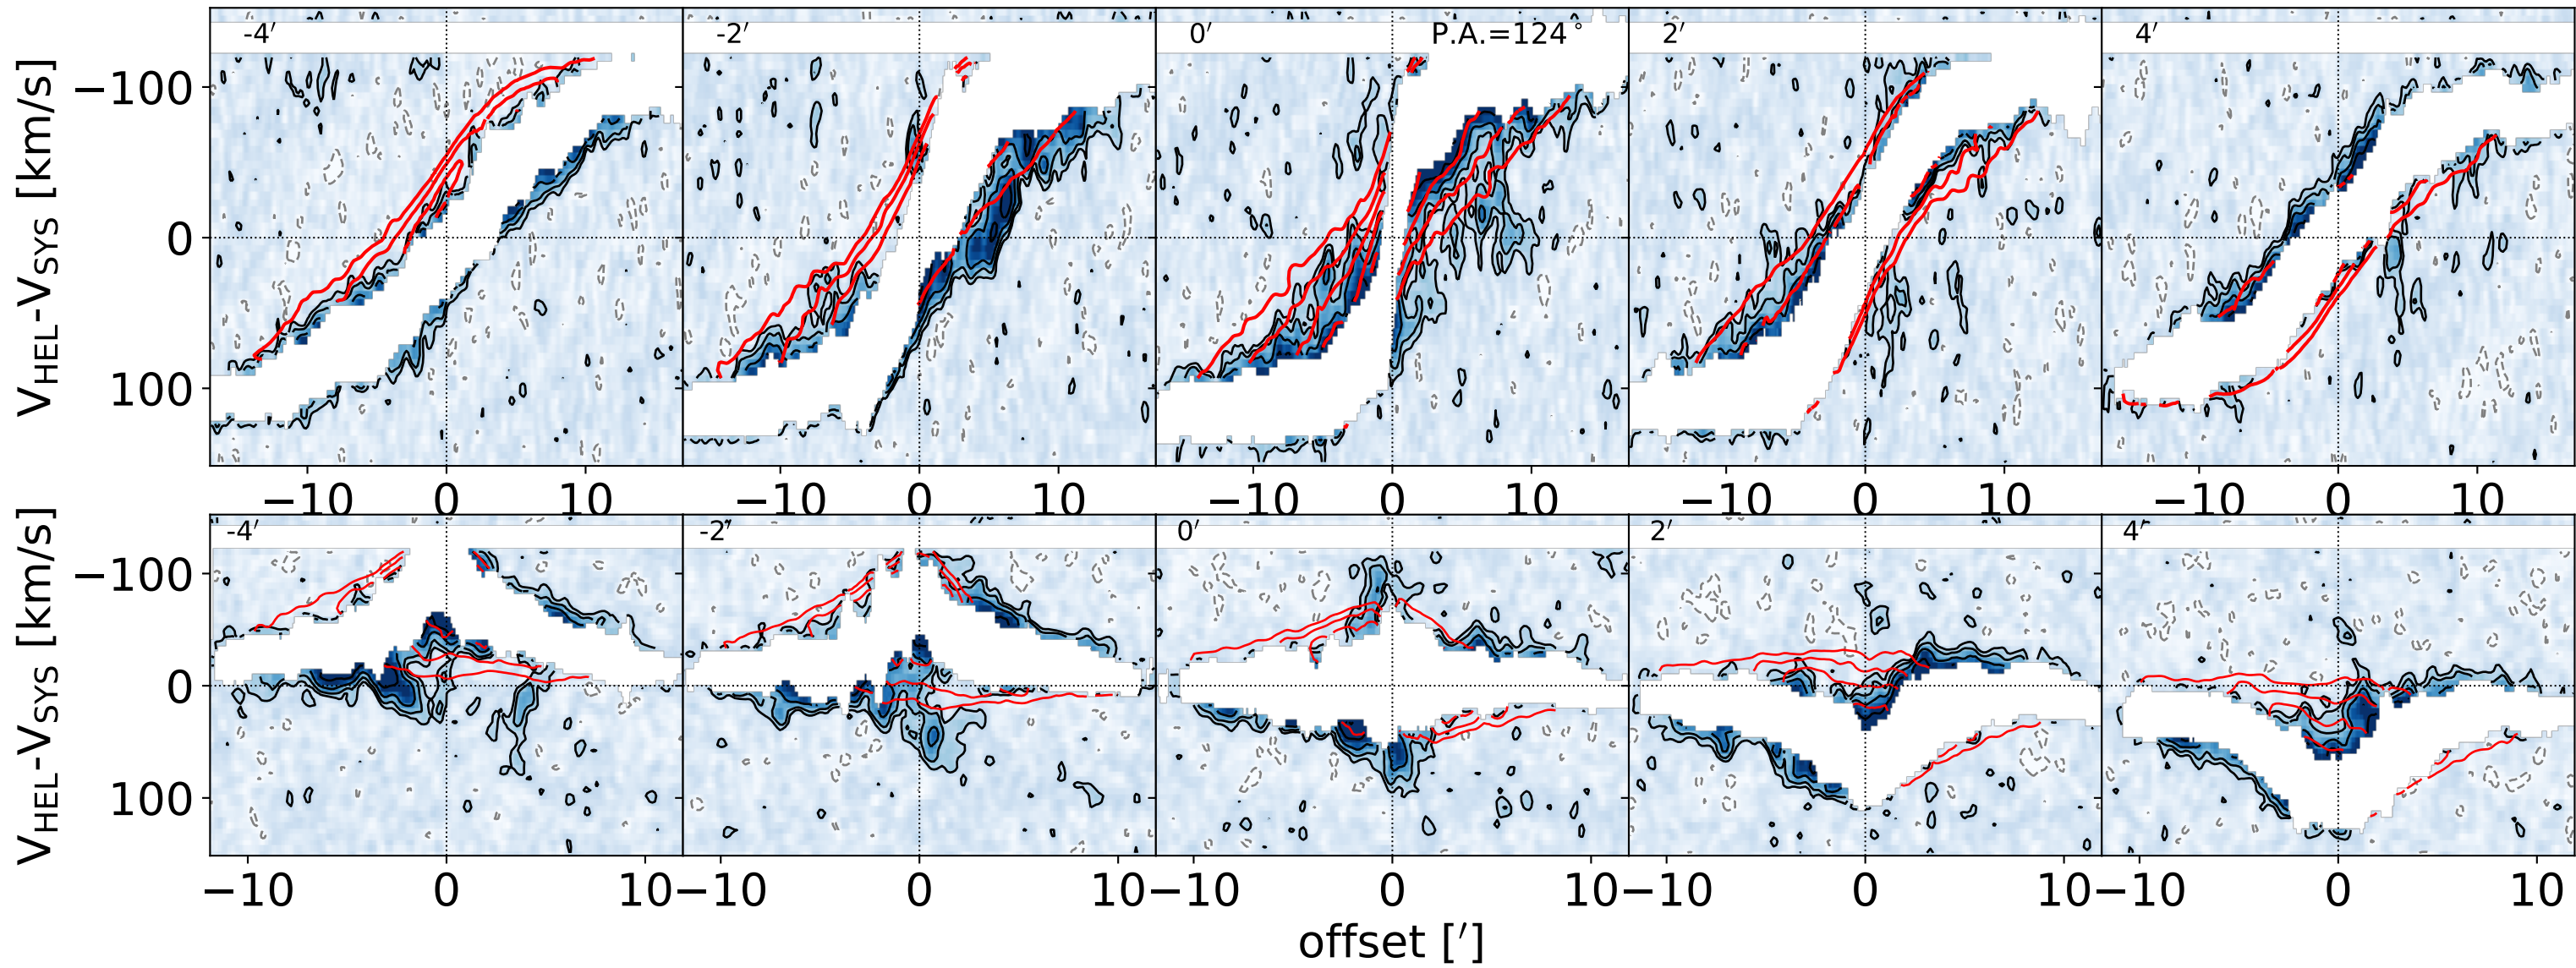 -4′ -2′ 0′ P.A.=124° 2′ 4′
V_HEL-V_SYS [km/s]
−100
0
100
−10 0 10 −10 0 10 −10 0 10 −10 0 10 −10 0 10
-4′ -2′ 0′ 2′ 4′
V_HEL-V_SYS [km/s]
−100
0
100
−10 0 10 −10 0 10 −10 0 10 −10 0 10 −10 0 10
offset [′]